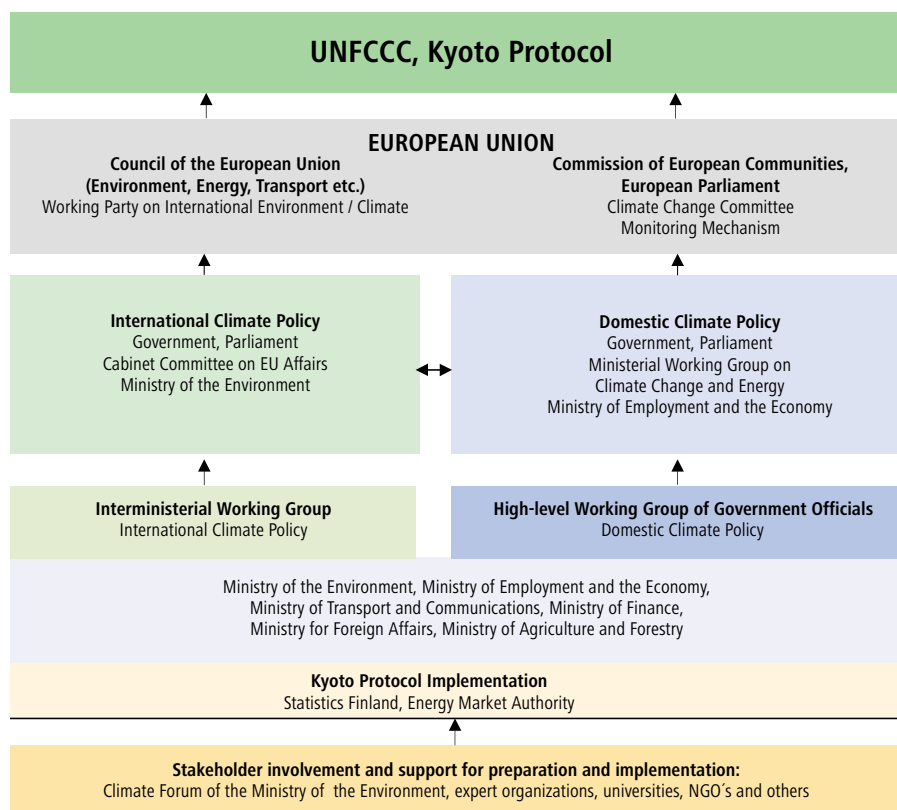 UNFCCC, Kyoto Protocol
EUROPEAN UNION
Council of the European Union
(Environment, Energy, Transport etc.)
Working Party on International Environment / Climate
Commission of European Communities,
European Parliament
Climate Change Committee
Monitoring Mechanism
International Climate Policy
Government, Parliament
Cabinet Committee on EU Affairs
Ministry of the Environment
Domestic Climate Policy
Government, Parliament
Ministerial Working Group on
Climate Change and Energy
Ministry of Employment and the Economy
Interministerial Working Group
International Climate Policy
High-level Working Group of Government Officials
Domestic Climate Policy
Ministry of the Environment, Ministry of Employment and the Economy,
Ministry of Transport and Communications, Ministry of Finance,
Ministry for Foreign Affairs, Ministry of Agriculture and Forestry
Kyoto Protocol Implementation
Statistics Finland, Energy Market Authority
Stakeholder involvement and support for preparation and implementation:
Climate Forum of the Ministry of the Environment, expert organizations, universities, NGO´s and others